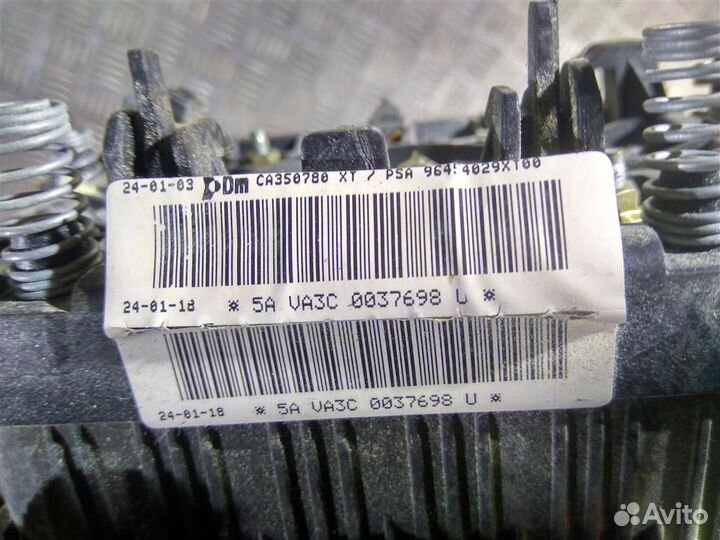 24-01-03 Dm CA350780 XT / PSA 96454029XT00
24-01-18 * 5A VA3C 0037698 U *
24-01-18 * 5A VA3C 0037698 U *
Avito